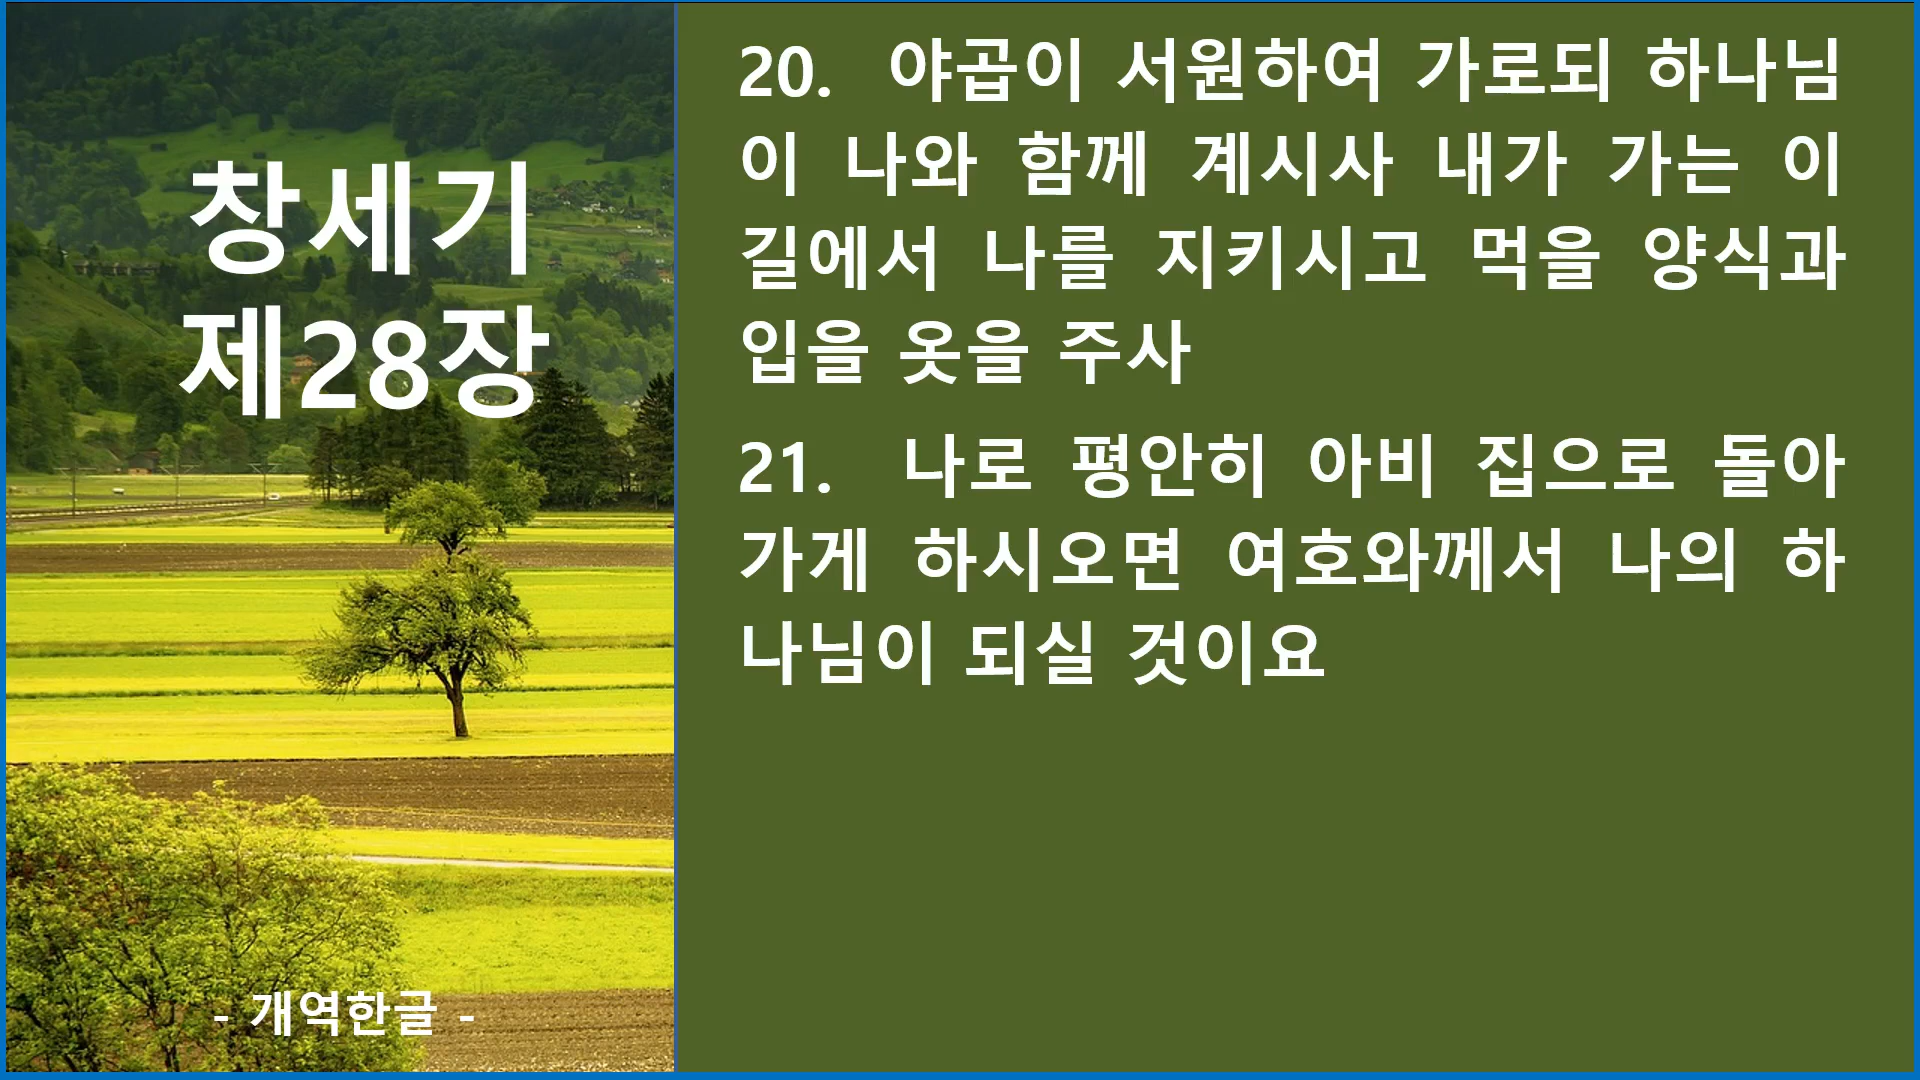 창세기
제28장
- 개역한글 -
20. 야곱이 서원하여 가로되 하나님
이 나와 함께 계시사 내가 가는 이
길에서 나를 지키시고 먹을 양식과
입을 옷을 주사
21. 나로 평안히 아비 집으로 돌아
가게 하시오면 여호와께서 나의 하
나님이 되실 것이요